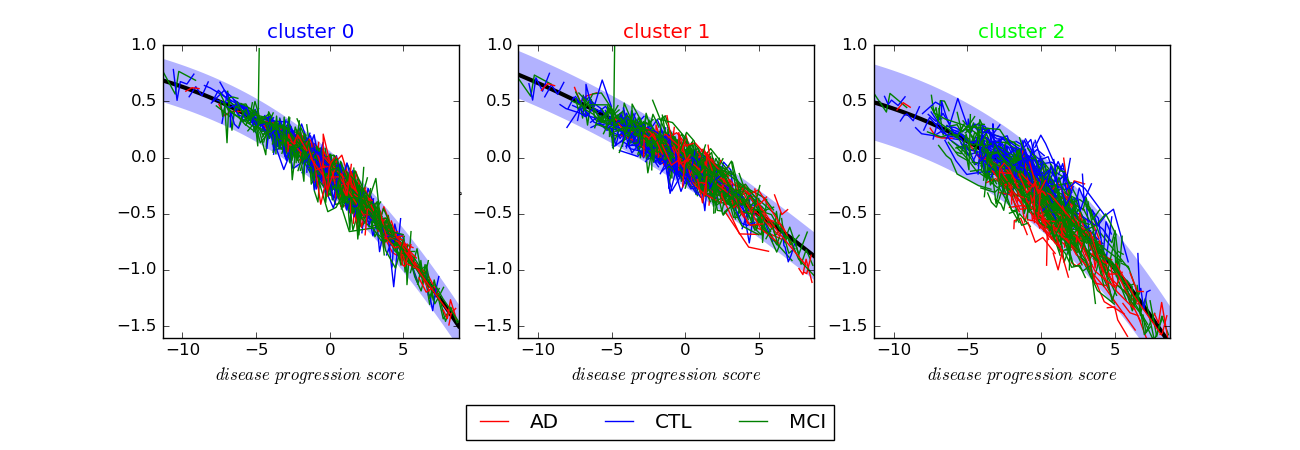 cluster 0 cluster 1 cluster 2
1.0 1.0 1.0
0.5 0.5 0.5
0.0 0.0 0.0
−0.5 −0.5 −0.5
−1.0 −1.0 −1.0
−1.5 −1.5 −1.5
−10 −5 0 5 −10 −5 0 5 −10 −5 0 5
disease progression score disease progression score disease progression score
AD CTL MCI